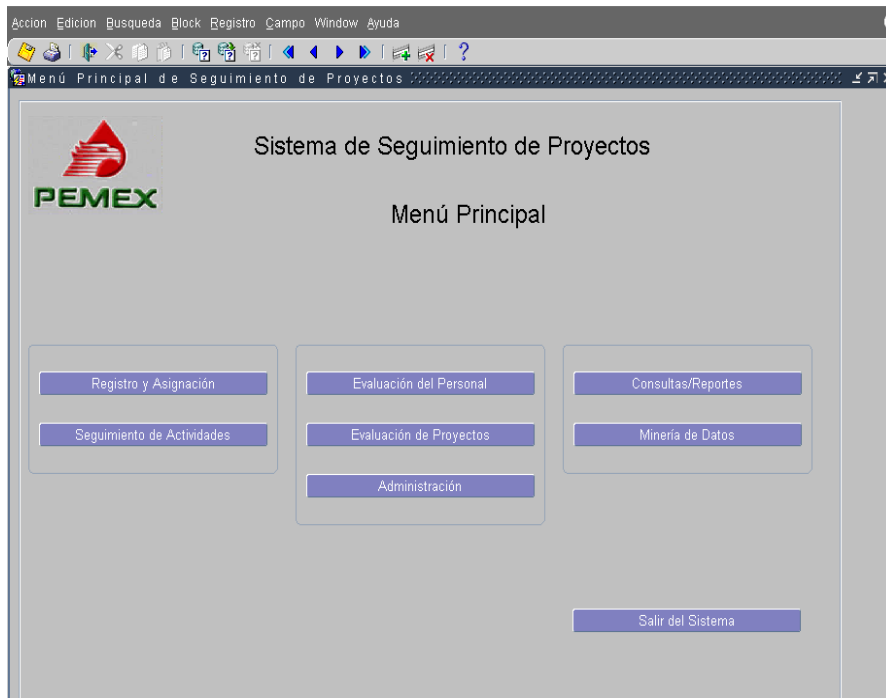 Accion Edicion Busqueda Block Registro Campo Window Ayuda
Menú Principal de Seguimiento de Proyectos
PEMEX
Sistema de Seguimiento de Proyectos
Menú Principal
Registro y Asignación
Seguimiento de Actividades
Evaluación del Personal
Evaluación de Proyectos
Administración
Consultas/Reportes
Minería de Datos
Salir del Sistema